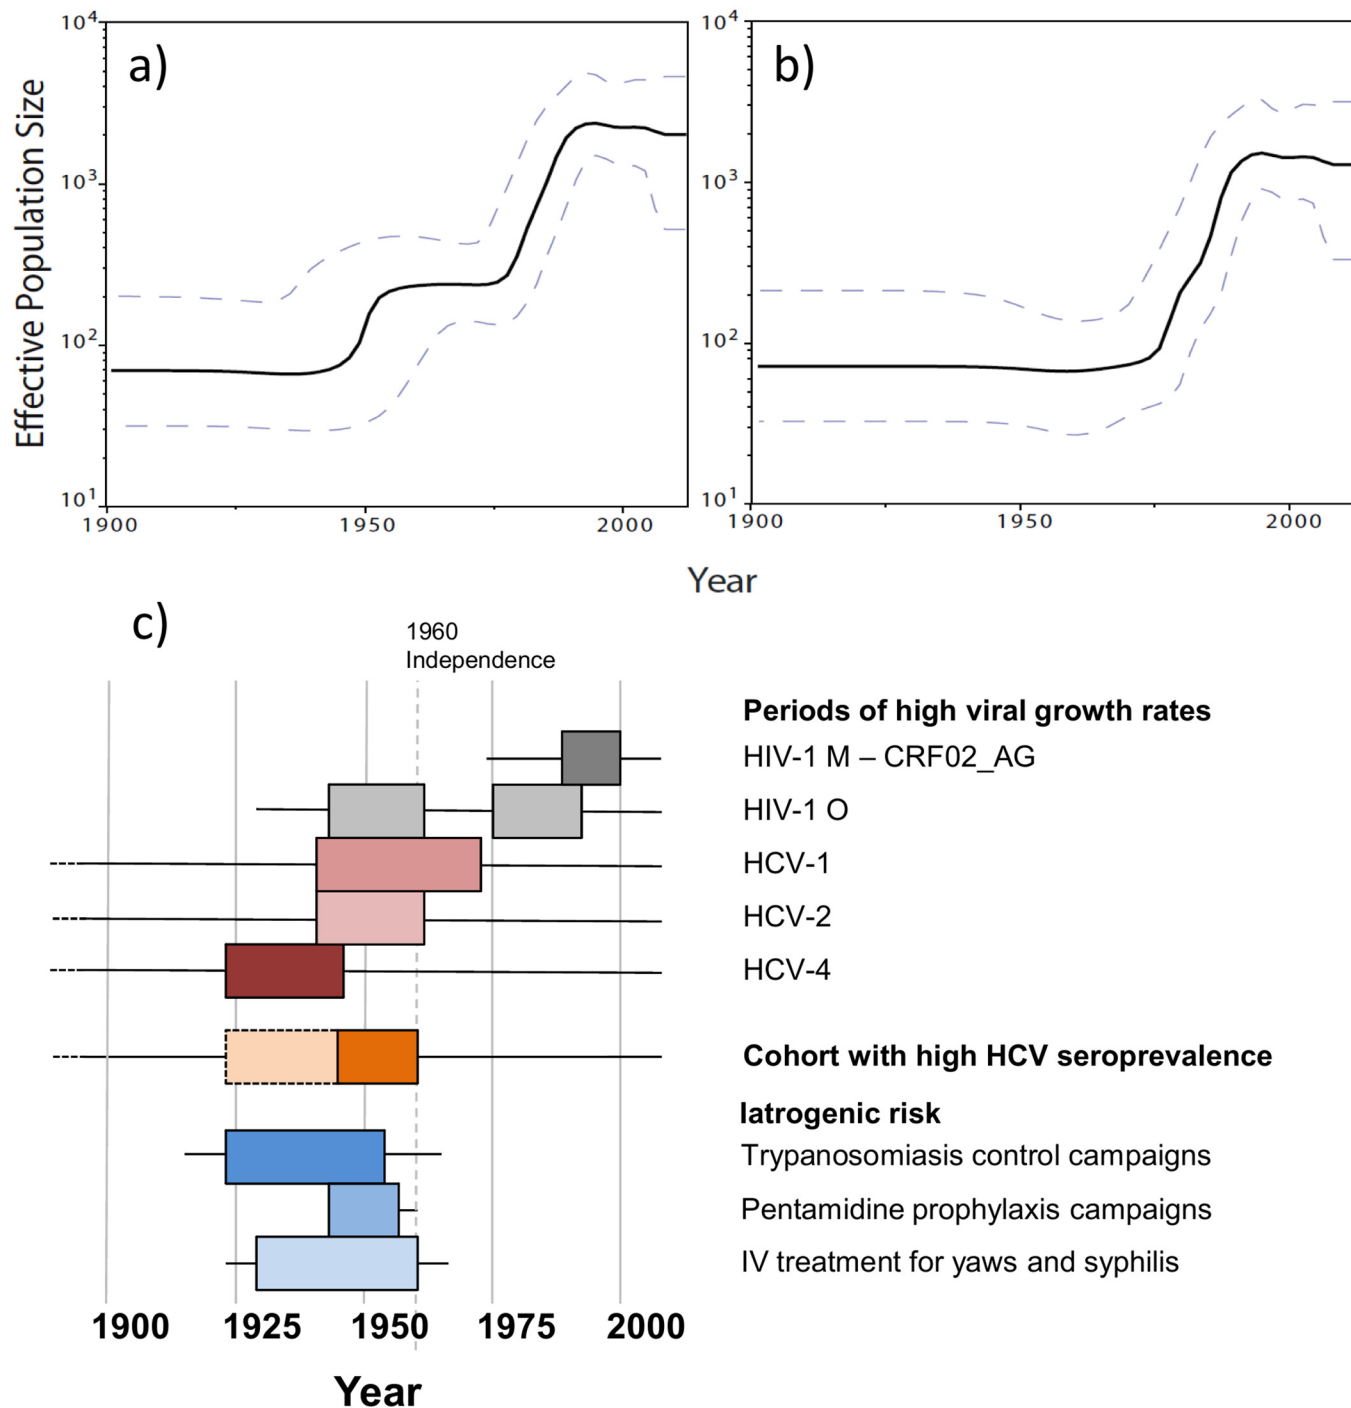 a)
b)
Effective Population Size
10⁴
10³
10²
10¹
1900
1950
2000
10⁴
10³
10²
10¹
1900
1950
2000
Year
c)
1960
Independence
Periods of high viral growth rates
HIV-1 M – CRF02_AG
HIV-1 O
HCV-1
HCV-2
HCV-4
Cohort with high HCV seroprevalence
Iatrogenic risk
Trypanosomiasis control campaigns
Pentamidine prophylaxis campaigns
IV treatment for yaws and syphilis
1900
1925
1950
1975
2000
Year